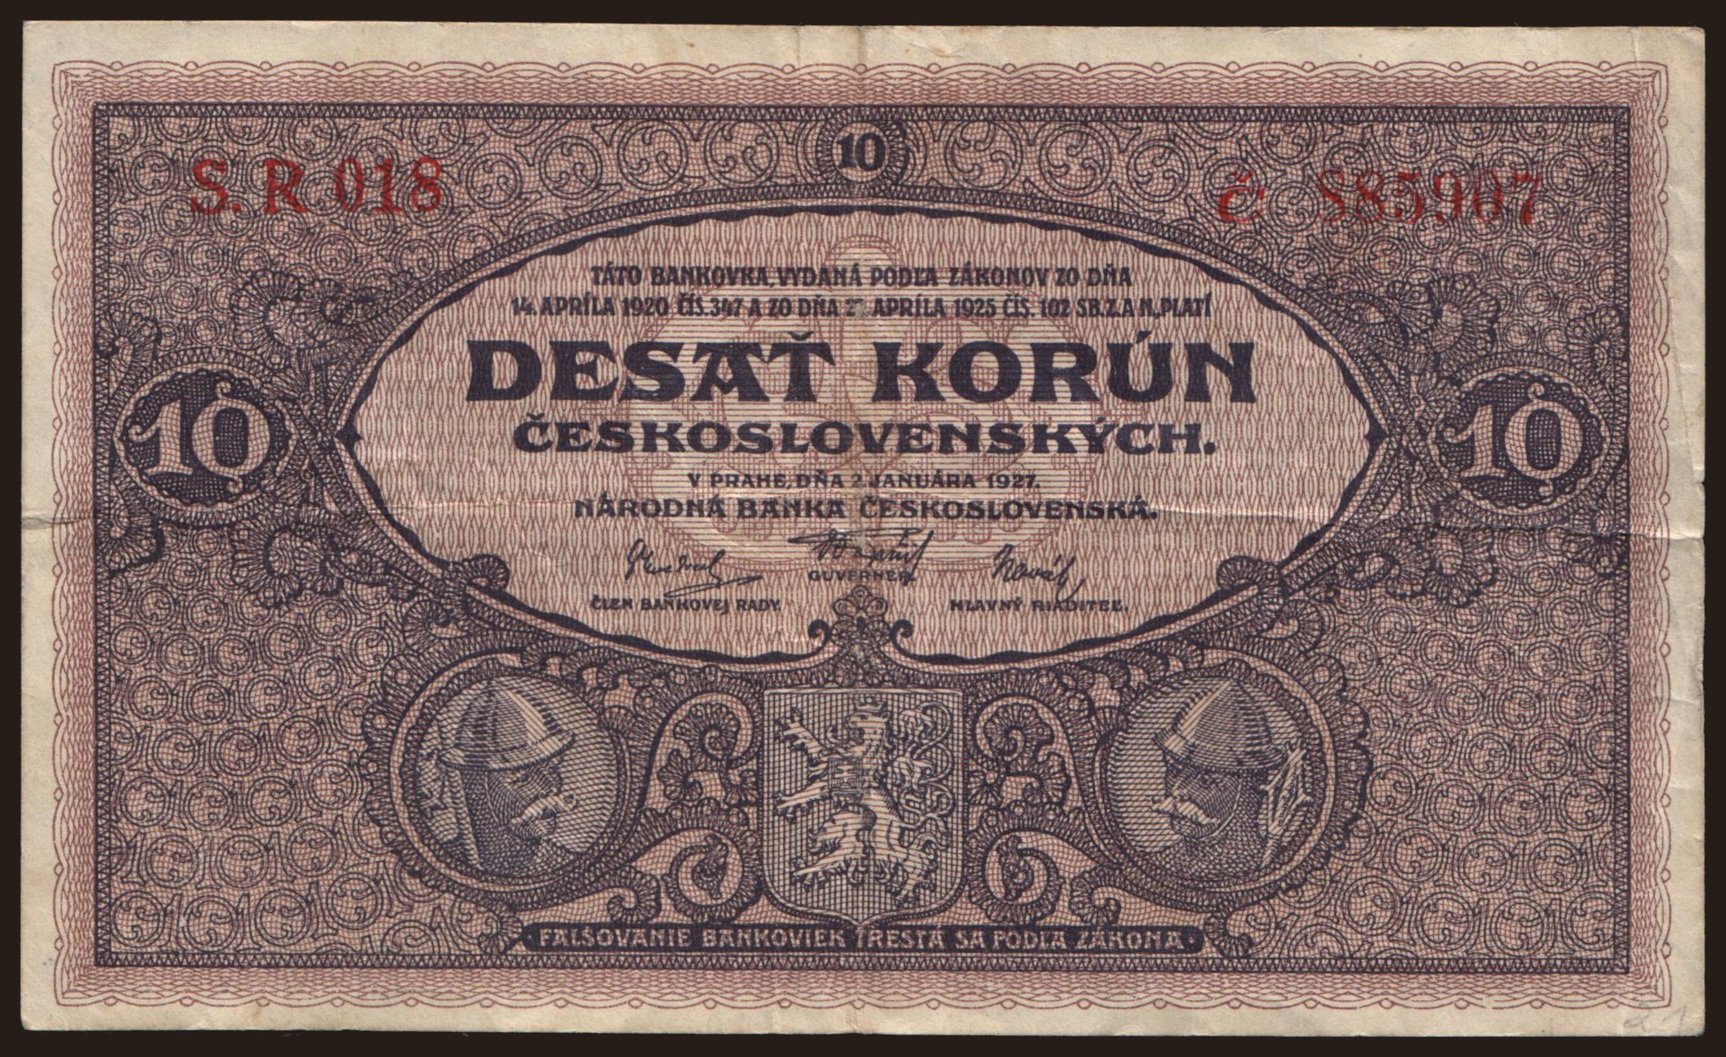 10
S. R 018
č. 885907
TÁTO BANKOVKA, VYDANÁ PODĽA ZÁKONOV ZO DŇA
14. APRÍLA 1920 ČÍS. 347 A ZO DŇA APRÍLA 1925 ČÍS. 102 SB. Z. A N., PLATÍ
DESAŤ KORÚN
10
10
ČESKOSLOVENSKÝCH.
V PRAHE, DŇA 2. JANUÁRA 1927.
NÁRODNÁ BANKA ČESKOSLOVENSKÁ.
Novák
GUVERNER.
ČLEN BANKOVEJ RADY.
HLAVNÝ RIADITEĽ.
FALŠOVANIE BANKOVIEK TRESTÁ SA PODĽA ZÁKONA